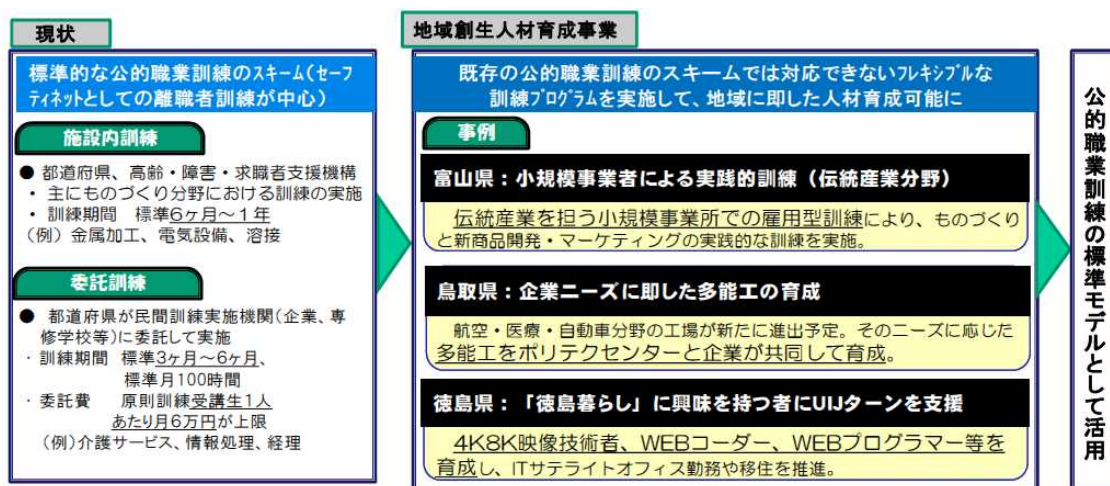 現状
標準的な公的職業訓練のスキーム(セーフ
ティネットとしての離職者訓練が中心)
施設内訓練
● 都道府県、高齢・障害・求職者支援機構
・ 主にものづくり分野における訓練の実施
・ 訓練期間 標準6ヶ月～1年
(例) 金属加工、電気設備、溶接
委託訓練
● 都道府県が民間訓練実施機関(企業、専
修学校等)に委託して実施
・ 訓練期間 標準3ヶ月～6ヶ月、
標準月100時間
・ 委託費 原則訓練受講生1人
あたり月6万円が上限
(例)介護サービス、情報処理、経理
地域創生人材育成事業
既存の公的職業訓練のスキームでは対応できないフレキシブルな
訓練プログラムを実施して、地域に即した人材育成可能に
事例
富山県：小規模事業者による実践的訓練（伝統産業分野）
伝統産業を担う小規模事業所での雇用型訓練により、ものづくり
と新商品開発・マーケティングの実践的な訓練を実施。
鳥取県：企業ニーズに即した多能工の育成
航空・医療・自動車分野の工場が新たに進出予定。そのニーズに応じた
多能工をポリテクセンターと企業が共同して育成。
徳島県：「徳島暮らし」に興味を持つ者にUIJターンを支援
4K8K映像技術者、WEBコーダー、WEBプログラマー等を
育成し、ITサテライトオフィス勤務や移住を推進。
公的職業訓練の標準モデルとして活用